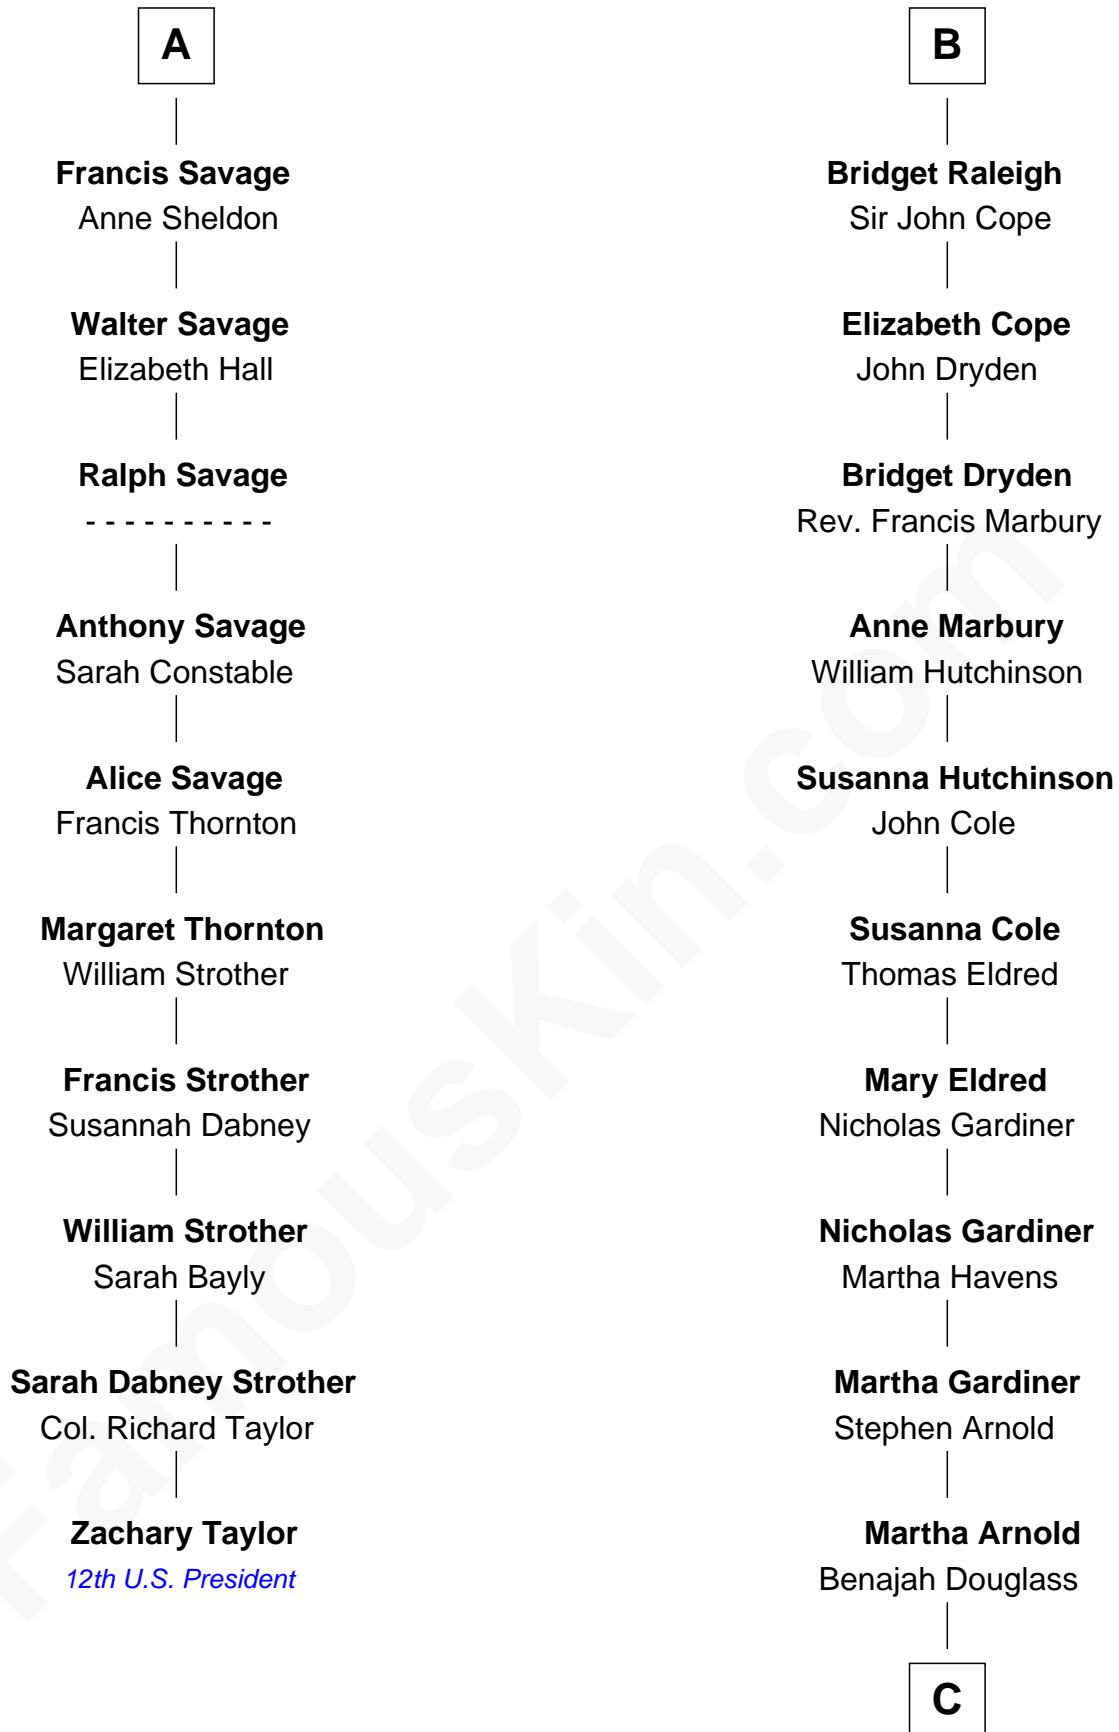 A
Francis Savage
Anne Sheldon
Walter Savage
Elizabeth Hall
Ralph Savage
- - - - - - - - - -
Anthony Savage
Sarah Constable
Alice Savage
Francis Thornton
Margaret Thornton
William Strother
Francis Strother
Susannah Dabney
William Strother
Sarah Bayly
Sarah Dabney Strother
Col. Richard Taylor
Zachary Taylor
12th U.S. President
B
Bridget Raleigh
Sir John Cope
Elizabeth Cope
John Dryden
Bridget Dryden
Rev. Francis Marbury
Anne Marbury
William Hutchinson
Susanna Hutchinson
John Cole
Susanna Cole
Thomas Eldred
Mary Eldred
Nicholas Gardiner
Nicholas Gardiner
Martha Havens
Martha Gardiner
Stephen Arnold
Martha Arnold
Benajah Douglass
C
FamousKin.com